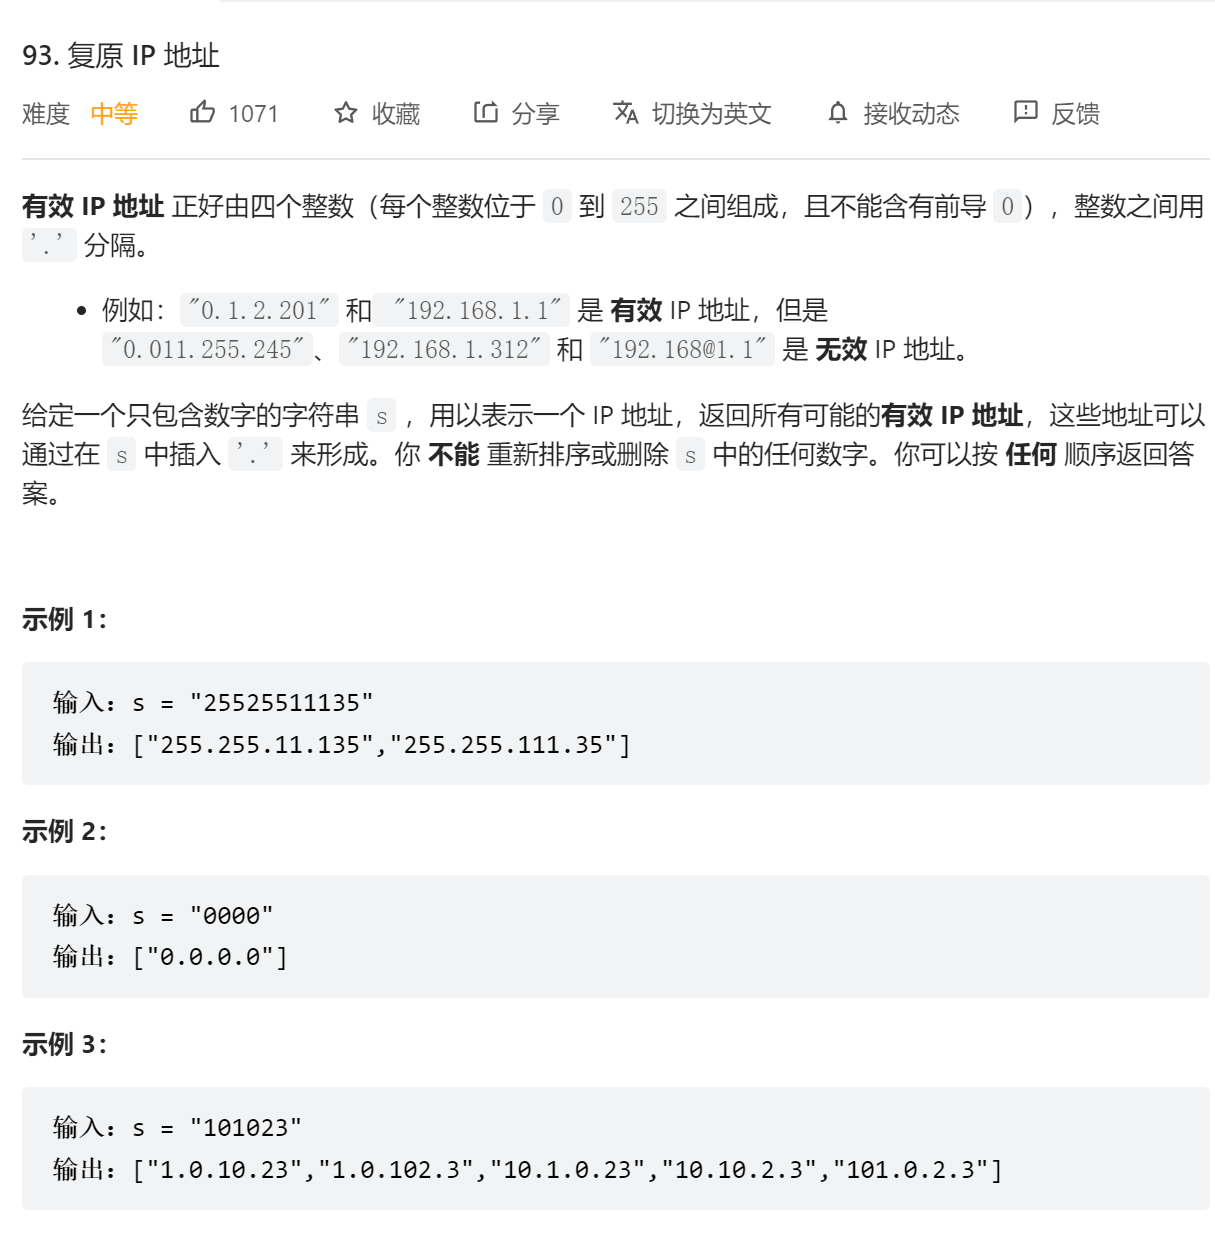 93. 复原 IP 地址
难度 中等 1071 收藏 分享 切换为英文 接收动态 反馈
有效 IP 地址 正好由四个整数（每个整数位于 0 到 255 之间组成，且不能含有前导 0），整数之间用
'.' 分隔。
例如："0.1.2.201" 和 "192.168.1.1" 是 有效 IP 地址，但是
"0.011.255.245"、"192.168.1.312" 和 "192.168@1.1" 是 无效 IP 地址。
给定一个只包含数字的字符串 s ，用以表示一个 IP 地址，返回所有可能的有效 IP 地址，这些地址可以
通过在 s 中插入 '.' 来形成。你 不能 重新排序或删除 s 中的任何数字。你可以按 任何 顺序返回答
案。
示例 1：
输入：s = "25525511135"
输出：["255.255.11.135","255.255.111.35"]
示例 2：
输入：s = "0000"
输出：["0.0.0.0"]
示例 3：
输入：s = "101023"
输出：["1.0.10.23","1.0.102.3","10.1.0.23","10.10.2.3","101.0.2.3"]